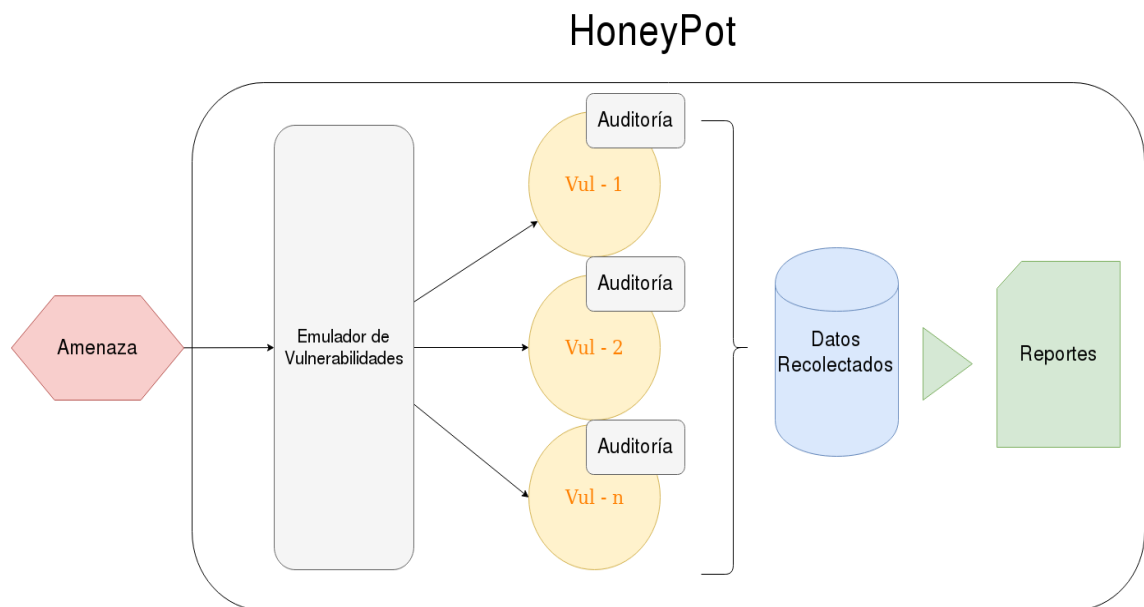 HoneyPot
Amenaza
Emulador de
Vulnerabilidades
Auditoría
Vul - 1
Auditoría
Vul - 2
Auditoría
Vul - n
Datos
Recolectados
Reportes